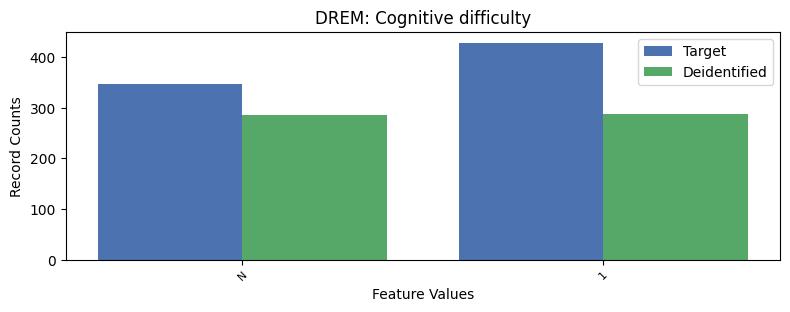 DREM: Cognitive difficulty
Target
Deidentified
Record Counts
400
300
200
100
0
N
1
Feature Values